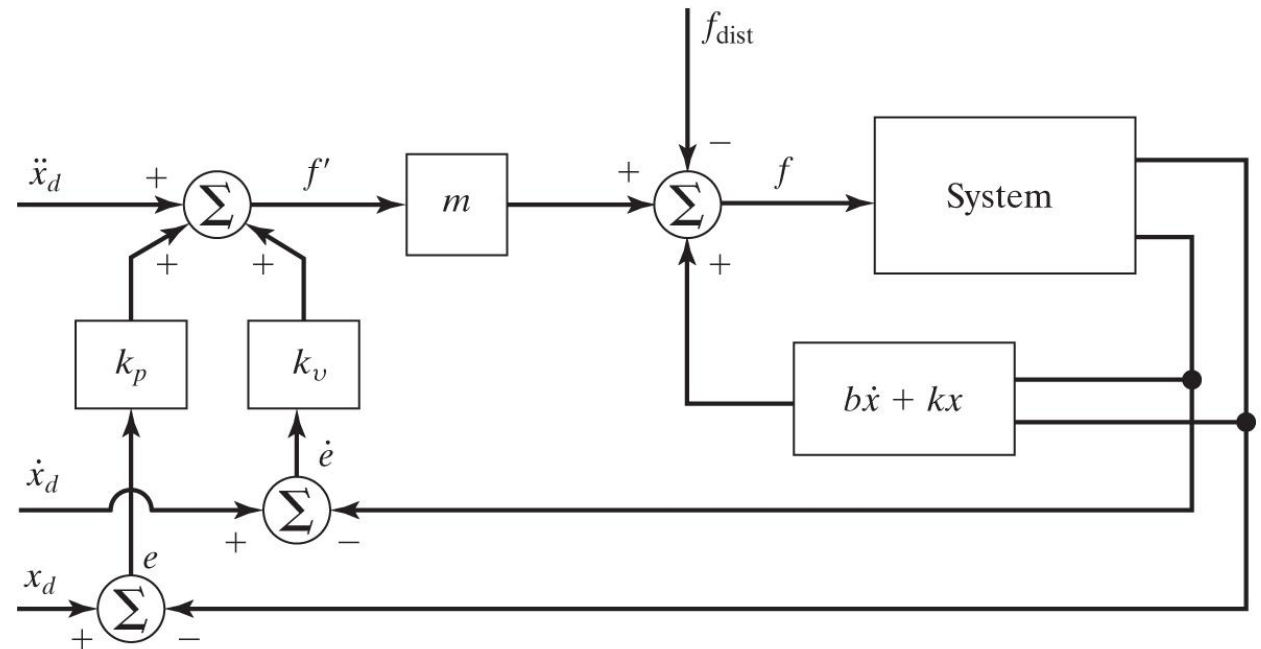 f_dist
ẍ_d
+
Σ
f′
m
+
−
Σ
f
System
+
+
+
k_p
k_υ
bẋ + kx
ẋ_d
ė
Σ
+
−
e
x_d
Σ
+
−